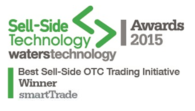 Sell-Side
Technology
waterstechnology
Awards
2015
Best Sell-Side OTC Trading Initiative
Winner
smartTrade